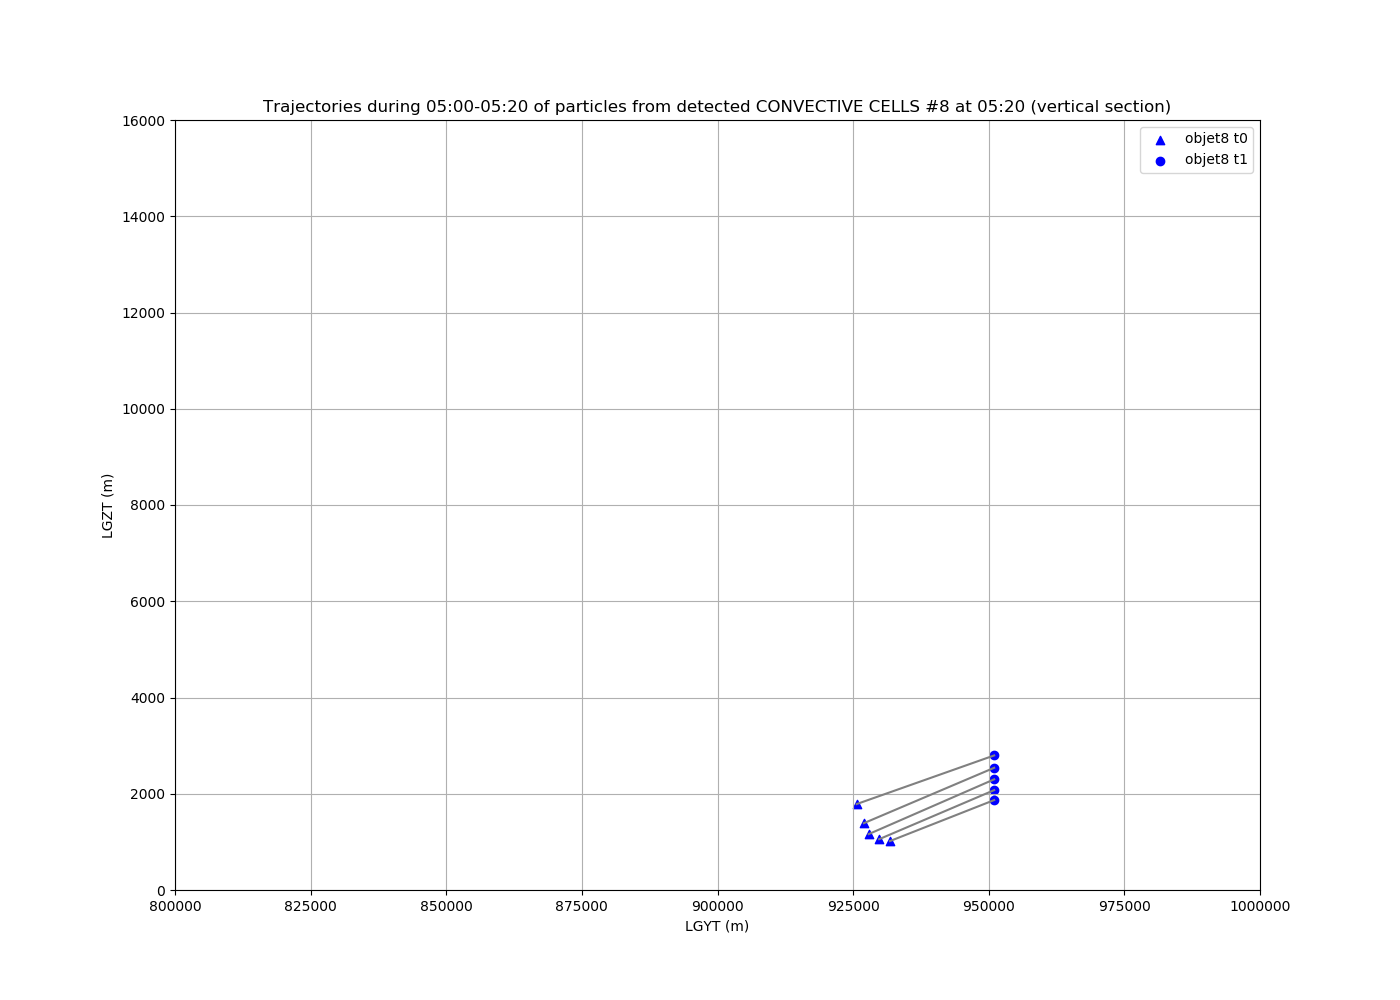 Trajectories during 05:00-05:20 of particles from detected CONVECTIVE CELLS #8 at 05:20 (vertical section)
objet8 t0
objet8 t1
16000
14000
12000
10000
8000
6000
4000
2000
0
LGZT (m)
800000 825000 850000 875000 900000 925000 950000 975000 1000000
LGYT (m)